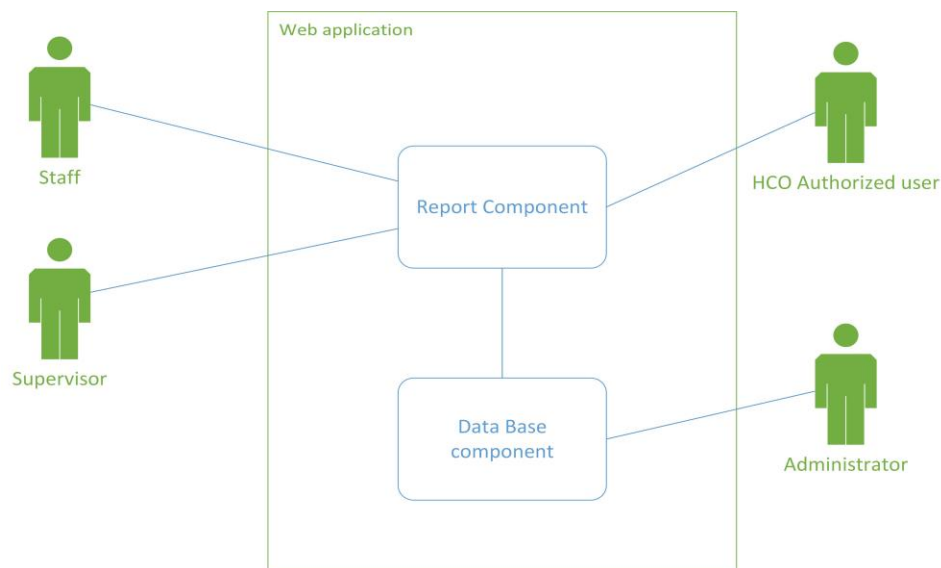 Web application
Staff
HCO Authorized user
Report Component
Supervisor
Data Base
component
Administrator